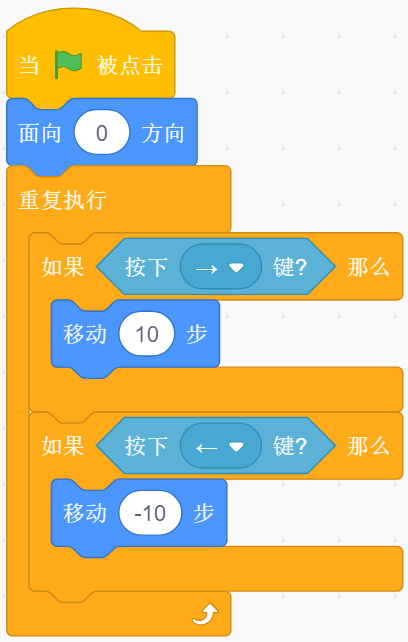 当 被点击
面向 0 方向
重复执行
如果 按下 → 键? 那么
移动 10 步
如果 按下 ← 键? 那么
移动 -10 步